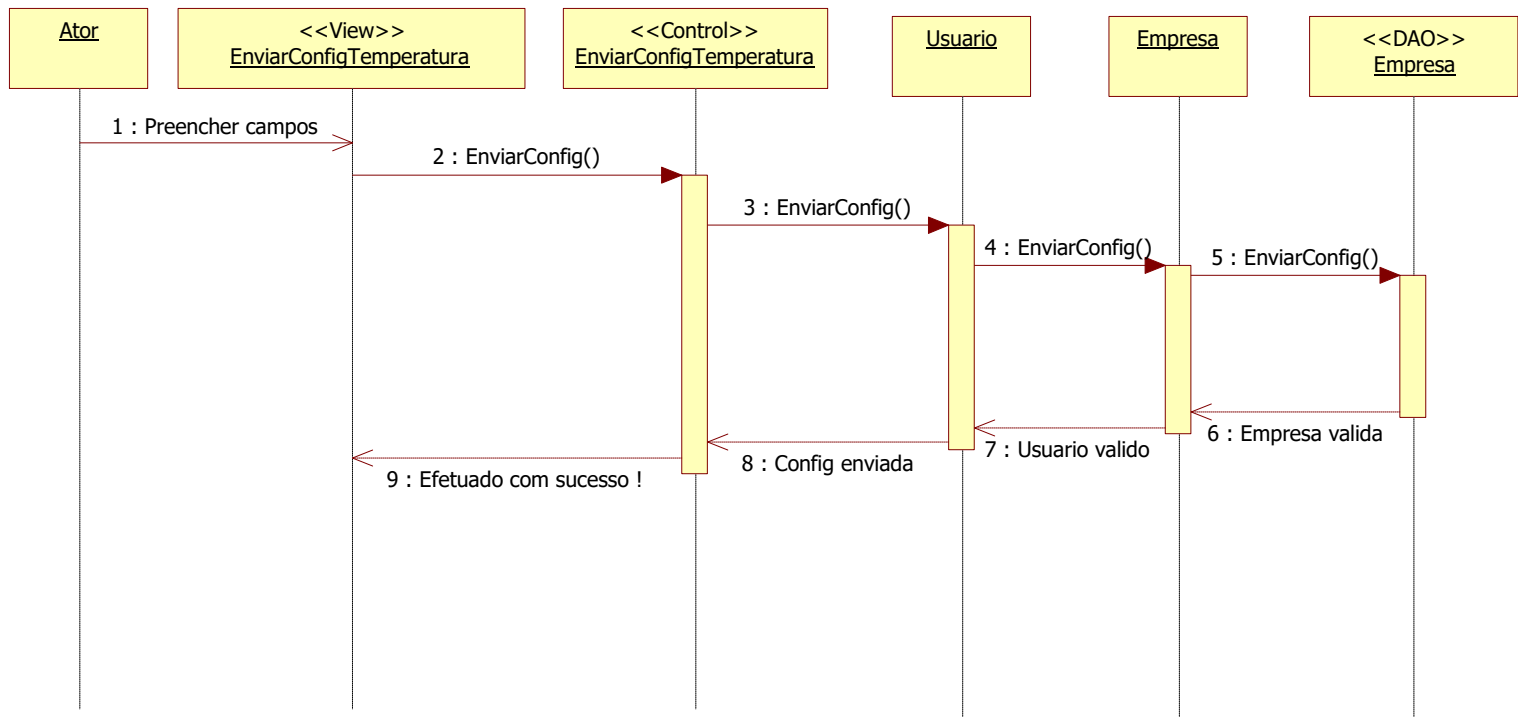 Ator
<<View>>
EnviarConfigTemperatura
<<Control>>
EnviarConfigTemperatura
Usuario
Empresa
<<DAO>>
Empresa
1 : Preencher campos
2 : EnviarConfig()
3 : EnviarConfig()
4 : EnviarConfig()
5 : EnviarConfig()
6 : Empresa valida
7 : Usuario valido
8 : Config enviada
9 : Efetuado com sucesso !